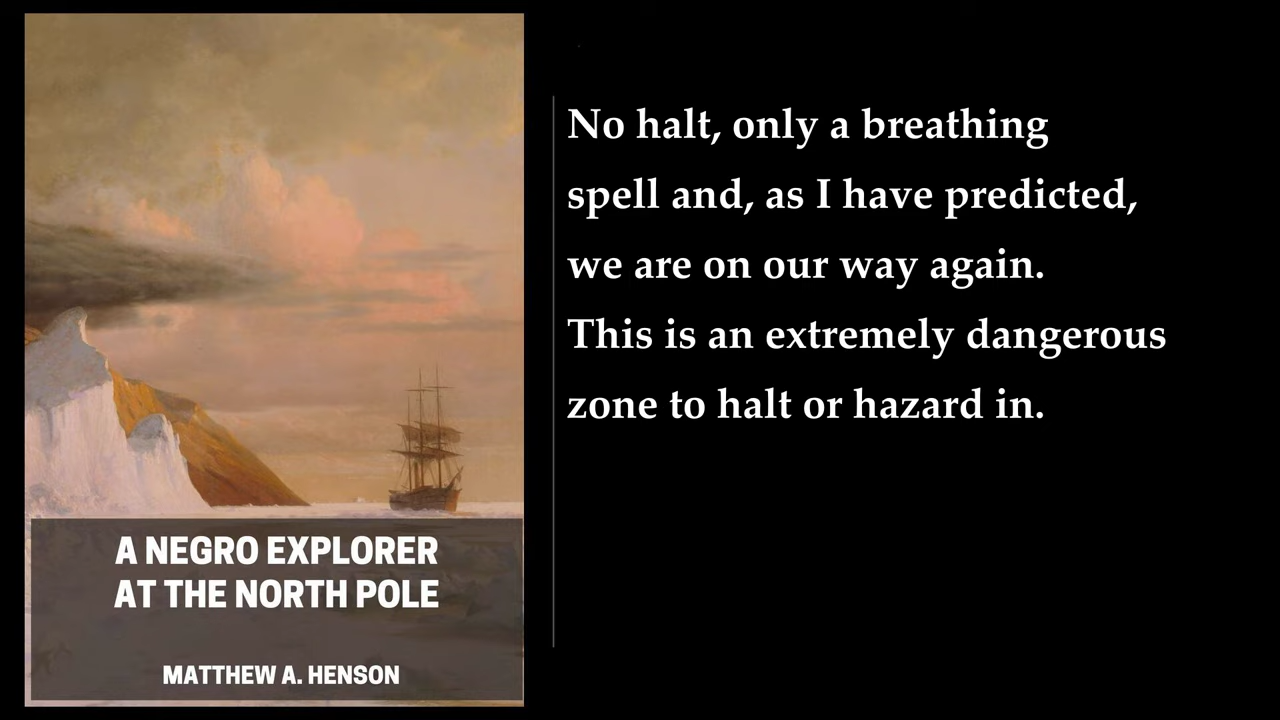 A NEGRO EXPLORER
AT THE NORTH POLE
MATTHEW A. HENSON
No halt, only a breathing
spell and, as I have predicted,
we are on our way again.
This is an extremely dangerous
zone to halt or hazard in.